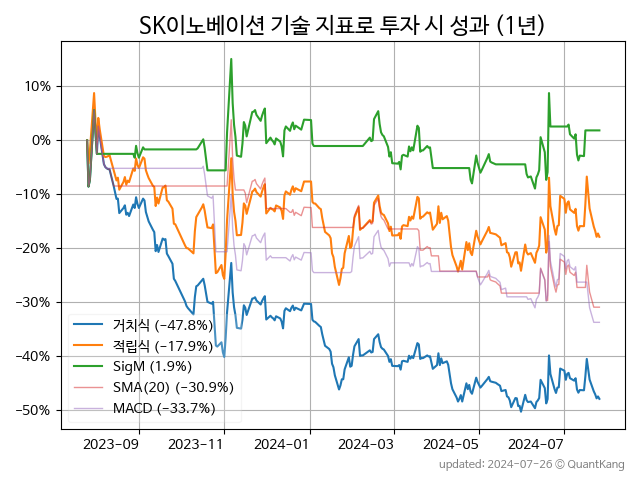 SK이노베이션 기술 지표로 투자 시 성과 (1년)
10%
0%
−10%
−20%
−30%
−40%
−50%
거치식 (−47.8%)
적립식 (−17.9%)
SigM (1.9%)
SMA(20) (−30.9%)
MACD (−33.7%)
2023-09
2023-11
2024-01
2024-03
2024-05
2024-07
updated: 2024-07-26 © QuantKang